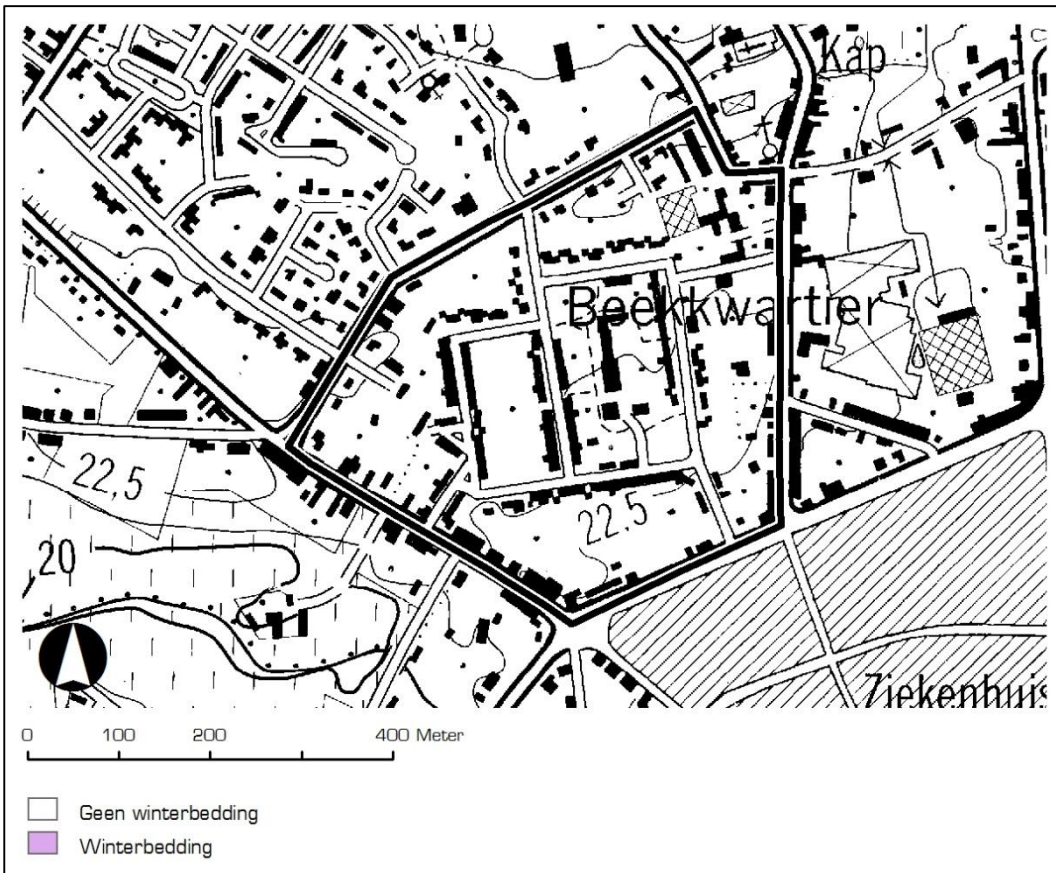 Kap
Beekkwartier
22,5
22,5
20
Ziekenhuis
0 100 200 400 Meter
Geen winterbedding
Winterbedding